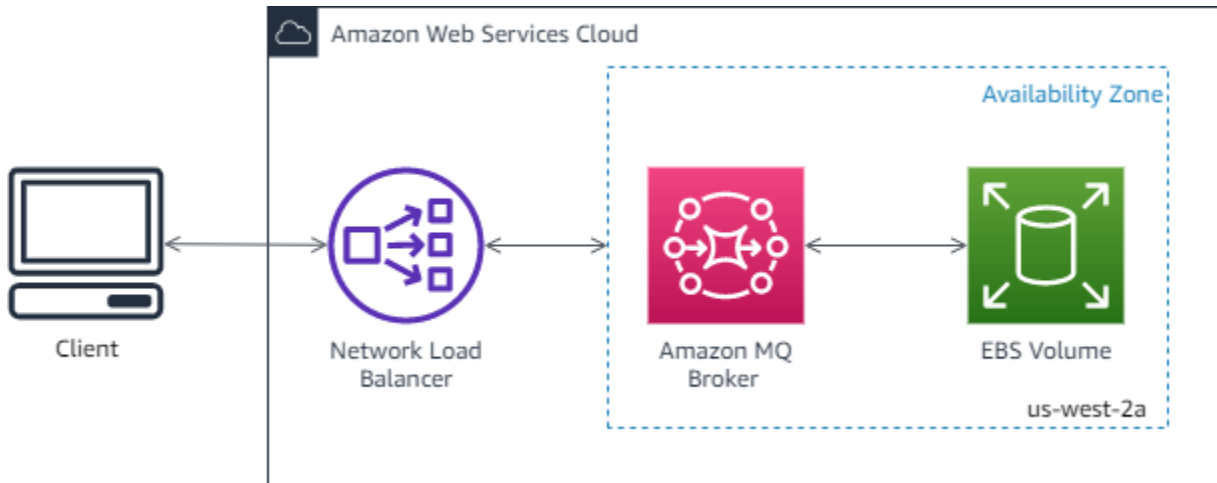 Amazon Web Services Cloud
Availability Zone
Client
Network Load
Balancer
Amazon MQ
Broker
EBS Volume
us-west-2a